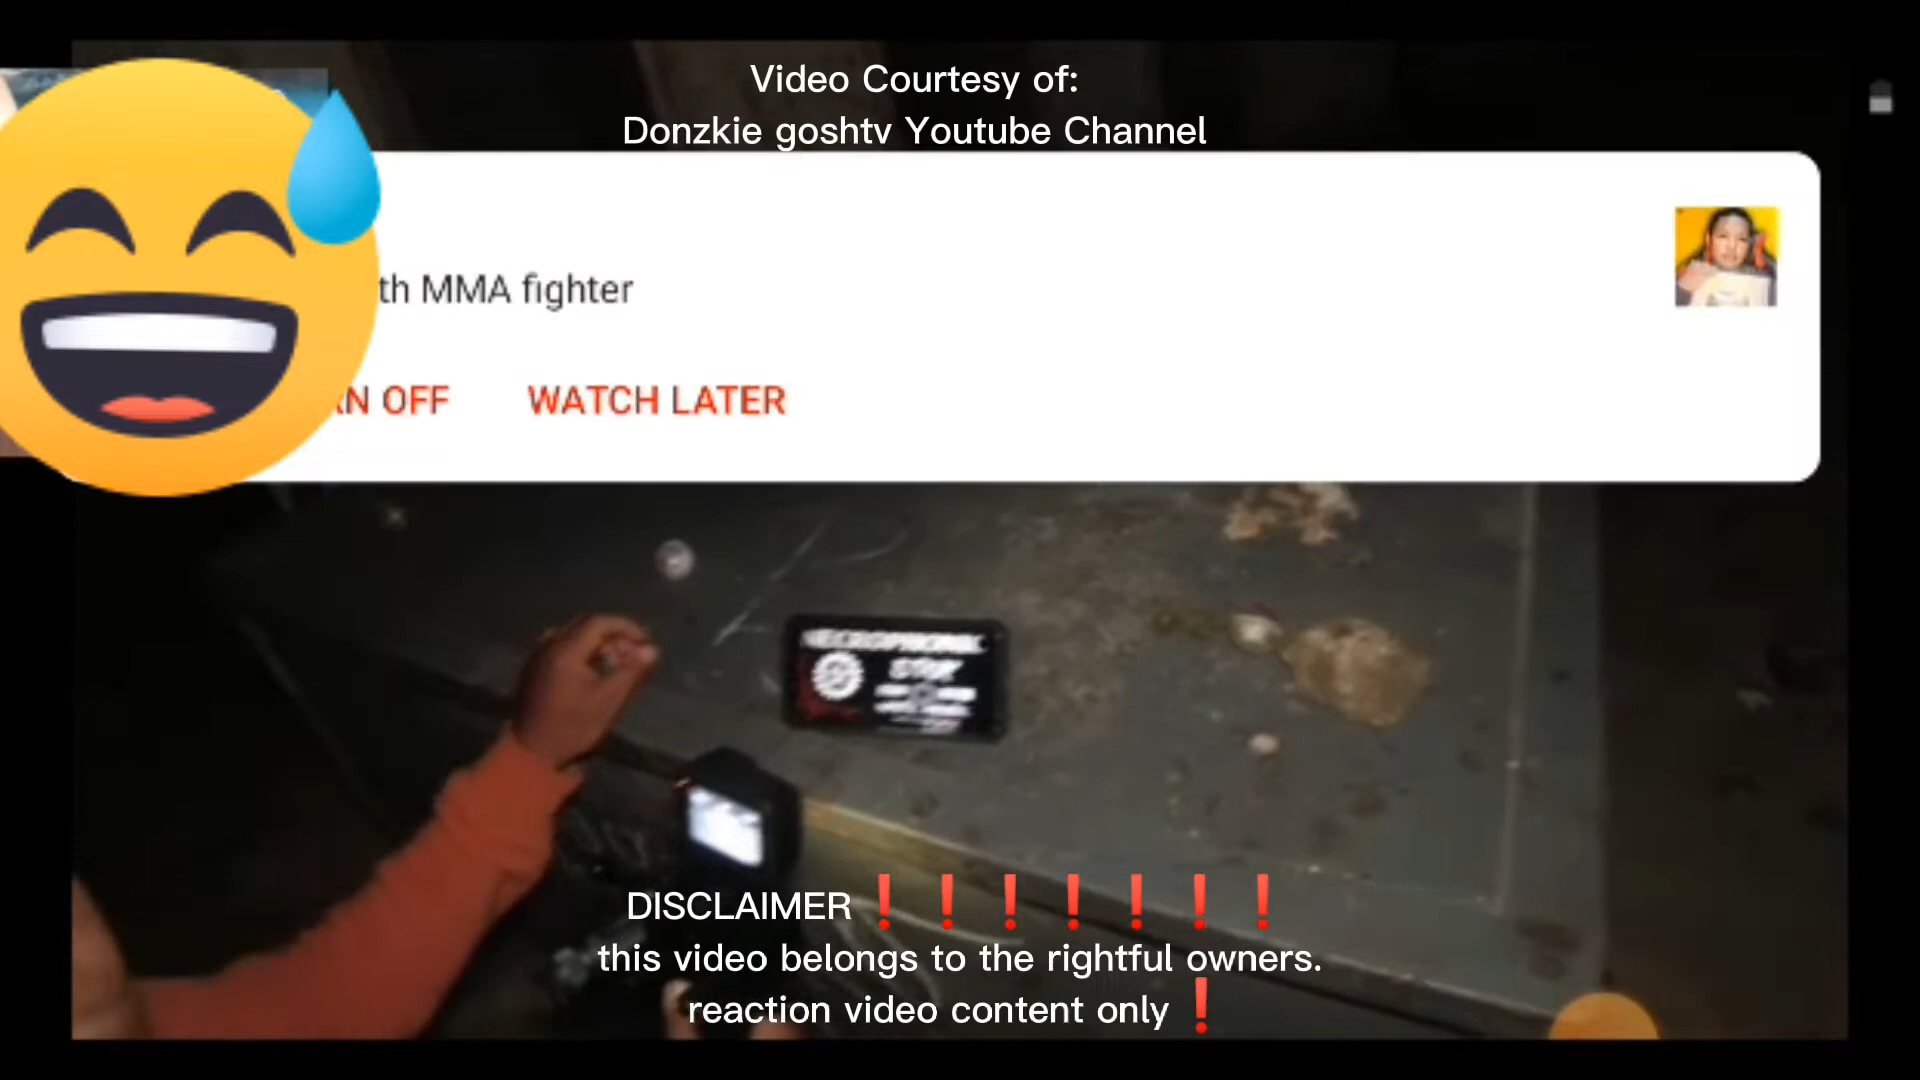 Video Courtesy of:
Donzkie goshtv Youtube Channel
th MMA fighter
N OFF
WATCH LATER
NECROPHONIC
DISCLAIMER❗❗❗❗❗❗❗
this video belongs to the rightful owners.
reaction video content only❗